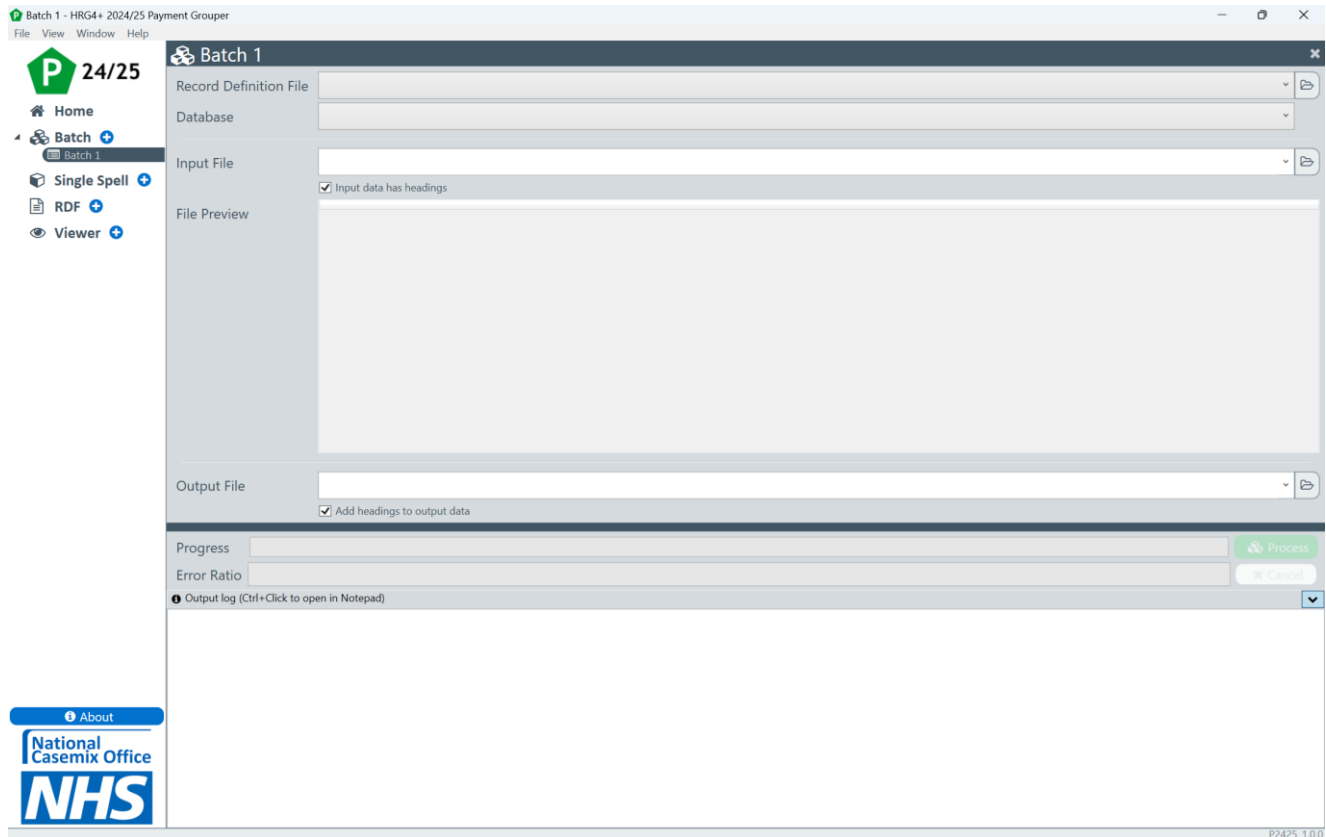 Batch 1 - HRG4+ 2024/25 Payment Grouper
File View Window Help
P 24/25
Home
Batch
Batch 1
Single Spell
RDF
Viewer
About
National
Casemix Office
NHS
Batch 1
Record Definition File
Database
Input File
Input data has headings
File Preview
Output File
Add headings to output data
Progress
Process
Error Ratio
Cancel
Output log (Ctrl+Click to open in Notepad)
P2425_1.0.0